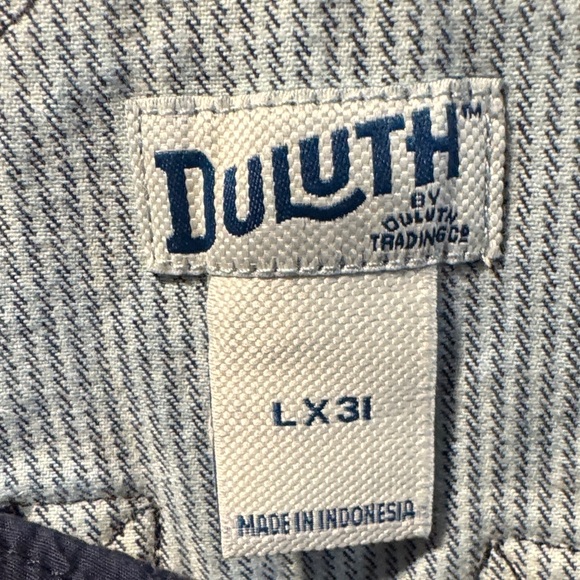 DULUTH™
BY
DULUTH
TRADING Co
LX31
MADE IN INDONESIA